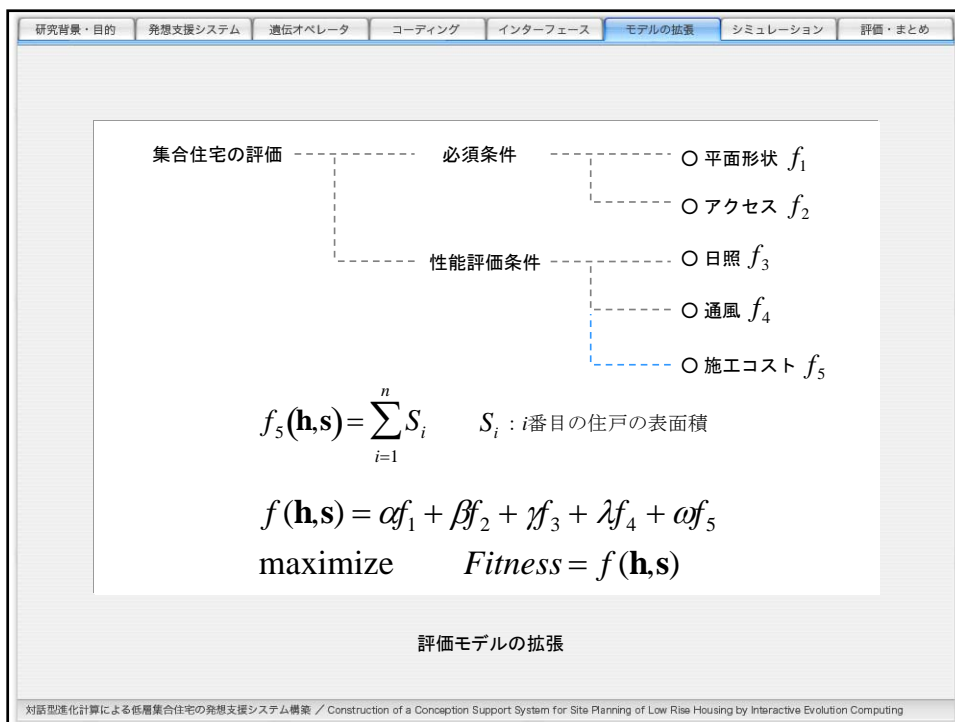 研究背景・目的 発想支援システム 遺伝オペレータ コーディング インターフェース モデルの拡張 シミュレーション 評価・まとめ
集合住宅の評価 必須条件 ○ 平面形状 f₁
○ アクセス f₂
性能評価条件 ○ 日照 f₃
○ 通風 f₄
○ 施工コスト f₅
f₅(h,s) = ∑ⁿᵢ₌₁ Sᵢ Sᵢ : i番目の住戸の表面積
f(h,s) = αf₁ + βf₂ + γf₃ + λf₄ + ωf₅
maximize Fitness = f(h,s)
評価モデルの拡張
対話型進化計算による低層集合住宅の発想支援システム構築 / Construction of a Conception Support System for Site Planning of Low Rise Housing by Interactive Evolution Computing